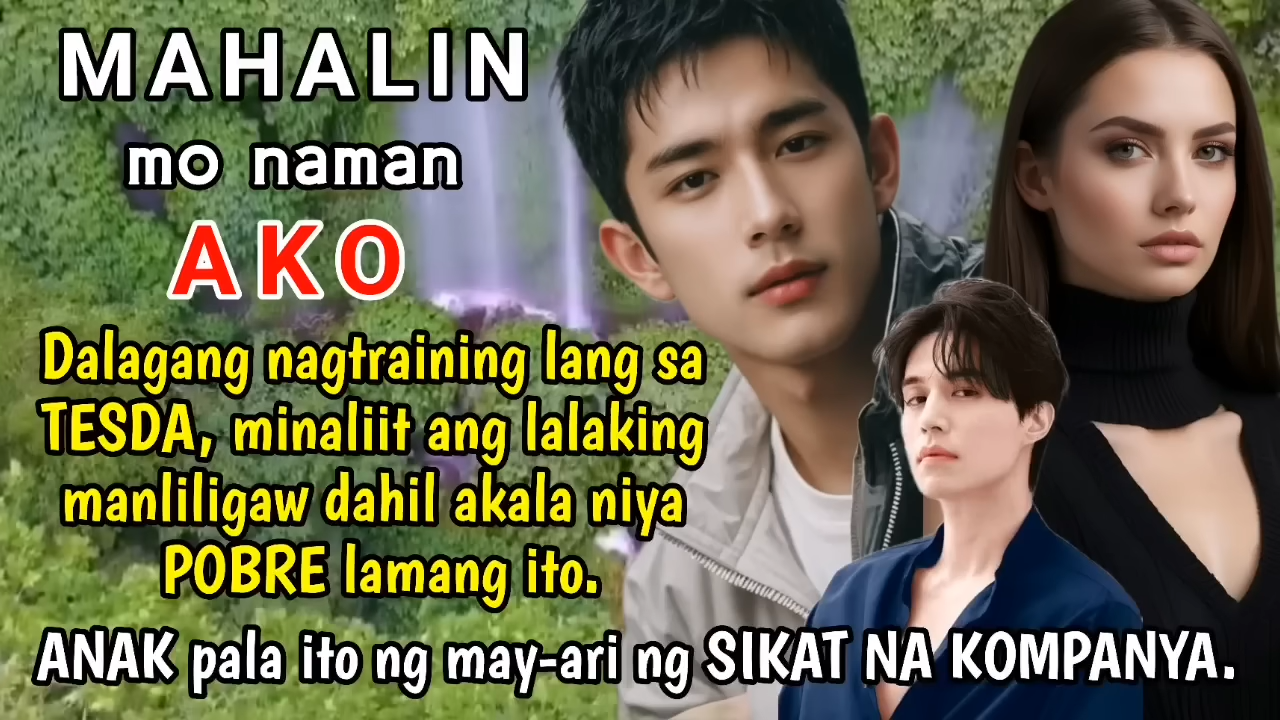 MAHALIN
mo naman
AKO
Dalagang nagtraining lang sa
TESDA, minaliit ang lalaking
manliligaw dahil akala niya
POBRE lamang ito.
ANAK pala ito ng may-ari ng SIKAT NA KOMPANYA.